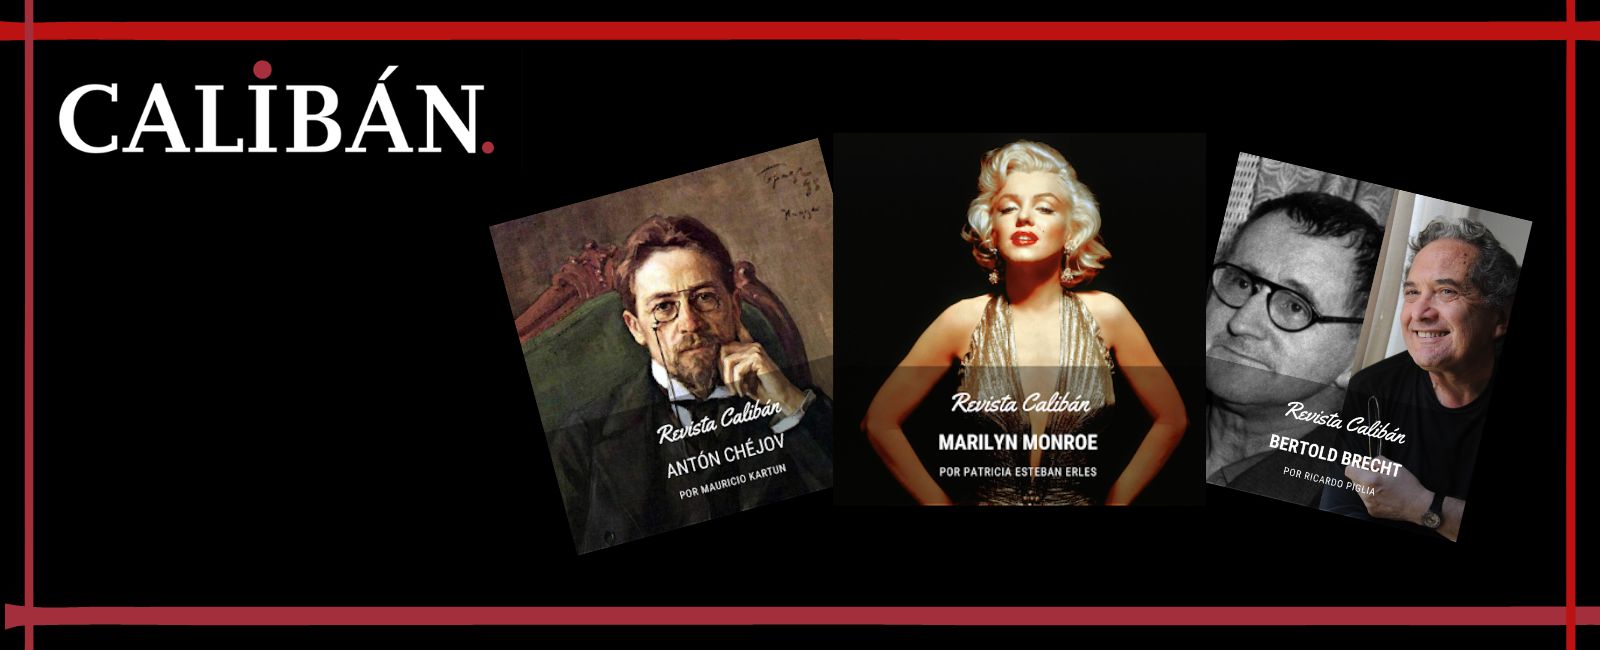 CALIBÁN.
Revista Calibán
ANTÓN CHÉJOV
POR MAURICIO KARTUN
Revista Calibán
MARILYN MONROE
POR PATRICIA ESTEBAN ERLES
Revista Calibán
BERTOLD BRECHT
POR RICARDO PIGLIA